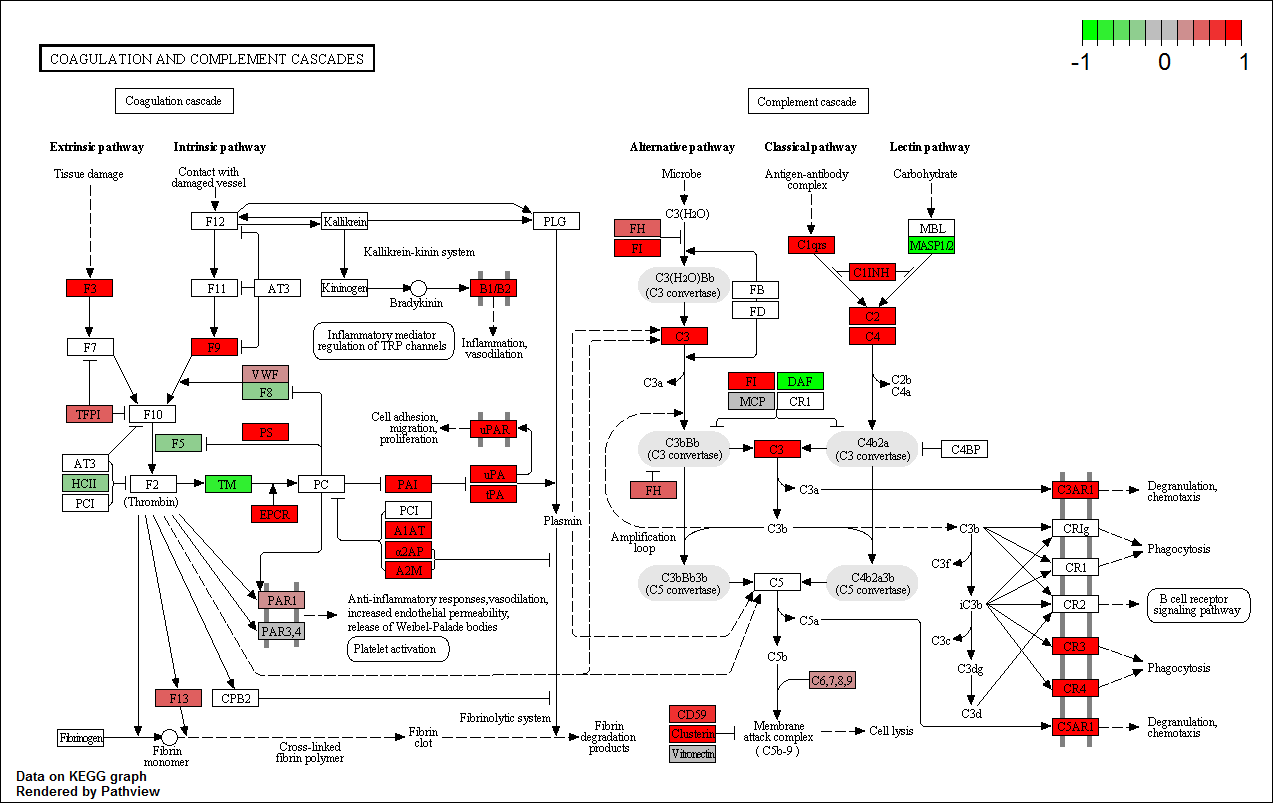 COAGULATION AND COMPLEMENT CASCADES
-1 0 1
Coagulation cascade
Complement cascade
Extrinsic pathway
Intrinsic pathway
Alternative pathway
Classical pathway
Lectin pathway
Tissue damage
Contact with
damaged vessel
Microbe
Antigen-antibody
complex
Carbohydrate
F12
Kallikrein
PLG
Kallikrein-kinin system
F3
F11
AT3
Kininogen
Bradykinin
B1/B2
Inflammatory mediator
regulation of TRP channels
Inflammation,
vasodilation
F7
F9
VWF
F8
TFPI
F10
F5
PS
Cell adhesion,
migration,
proliferation
uPAR
AT3
HCII
PCI
F2
(Thrombin)
TM
PC
PAI
uPA
tPA
EPCR
PCI
A1AT
α2AP
A2M
Plasmin
PAR1
PAR3,4
Anti-inflammatory responses,vasodilation,
increased endothelial permeability,
release of Weibel-Palade bodies
Platelet activation
F13
CPB2
Fibrinolytic system
Fibrinogen
Fibrin
monomer
Cross-linked
fibrin polymer
Fibrin
clot
Fibrin
degradation
products
C3(H2O)
FH
FI
C3(H2O)Bb
(C3 convertase)
FB
FD
C3
C3a
C1qrs
MBL
MASP1/2
C1INH
C2
C4
C2b
C4a
FI
DAF
MCP
CR1
C3bBb
(C3 convertase)
C3
C4b2a
(C3 convertase)
C4BP
FH
C3a
C3b
Amplification
loop
C3bBb3b
(C5 convertase)
C5
C4b2a3b
(C5 convertase)
C5a
C5b
C6,7,8,9
CD59
Clusterin
Vitronectin
Membrane
attack complex
( C5b-9 )
Cell lysis
C3b
C3f
iC3b
C3c
C3dg
C3d
C3AR1
CRIg
CR1
CR2
CR3
CR4
C5AR1
Degranulation,
chemotaxis
Phagocytosis
B cell receptor
signaling pathway
Phagocytosis
Degranulation,
chemotaxis
Data on KEGG graph
Rendered by Pathview